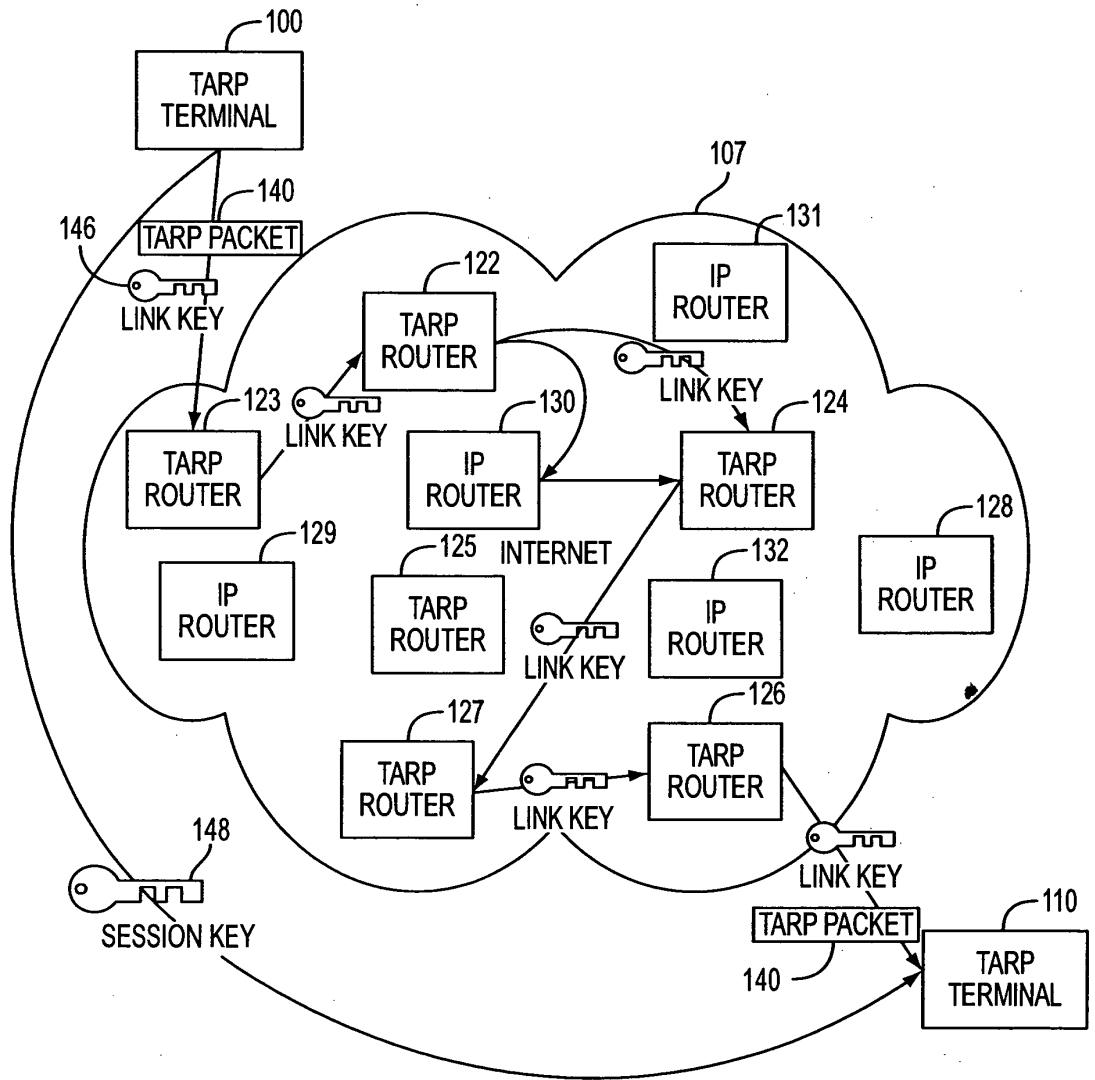 100
TARP
TERMINAL
107
140
TARP PACKET
131
146
LINK KEY
122
IP
ROUTER
TARP
ROUTER
LINK KEY
123
LINK KEY
130
124
TARP
ROUTER
IP
ROUTER
TARP
ROUTER
129
125
INTERNET
132
128
IP
ROUTER
TARP
ROUTER
IP
ROUTER
IP
ROUTER
LINK KEY
127
126
TARP
ROUTER
TARP
ROUTER
LINK KEY
148
LINK KEY
SESSION KEY
TARP PACKET
110
140
TARP
TERMINAL